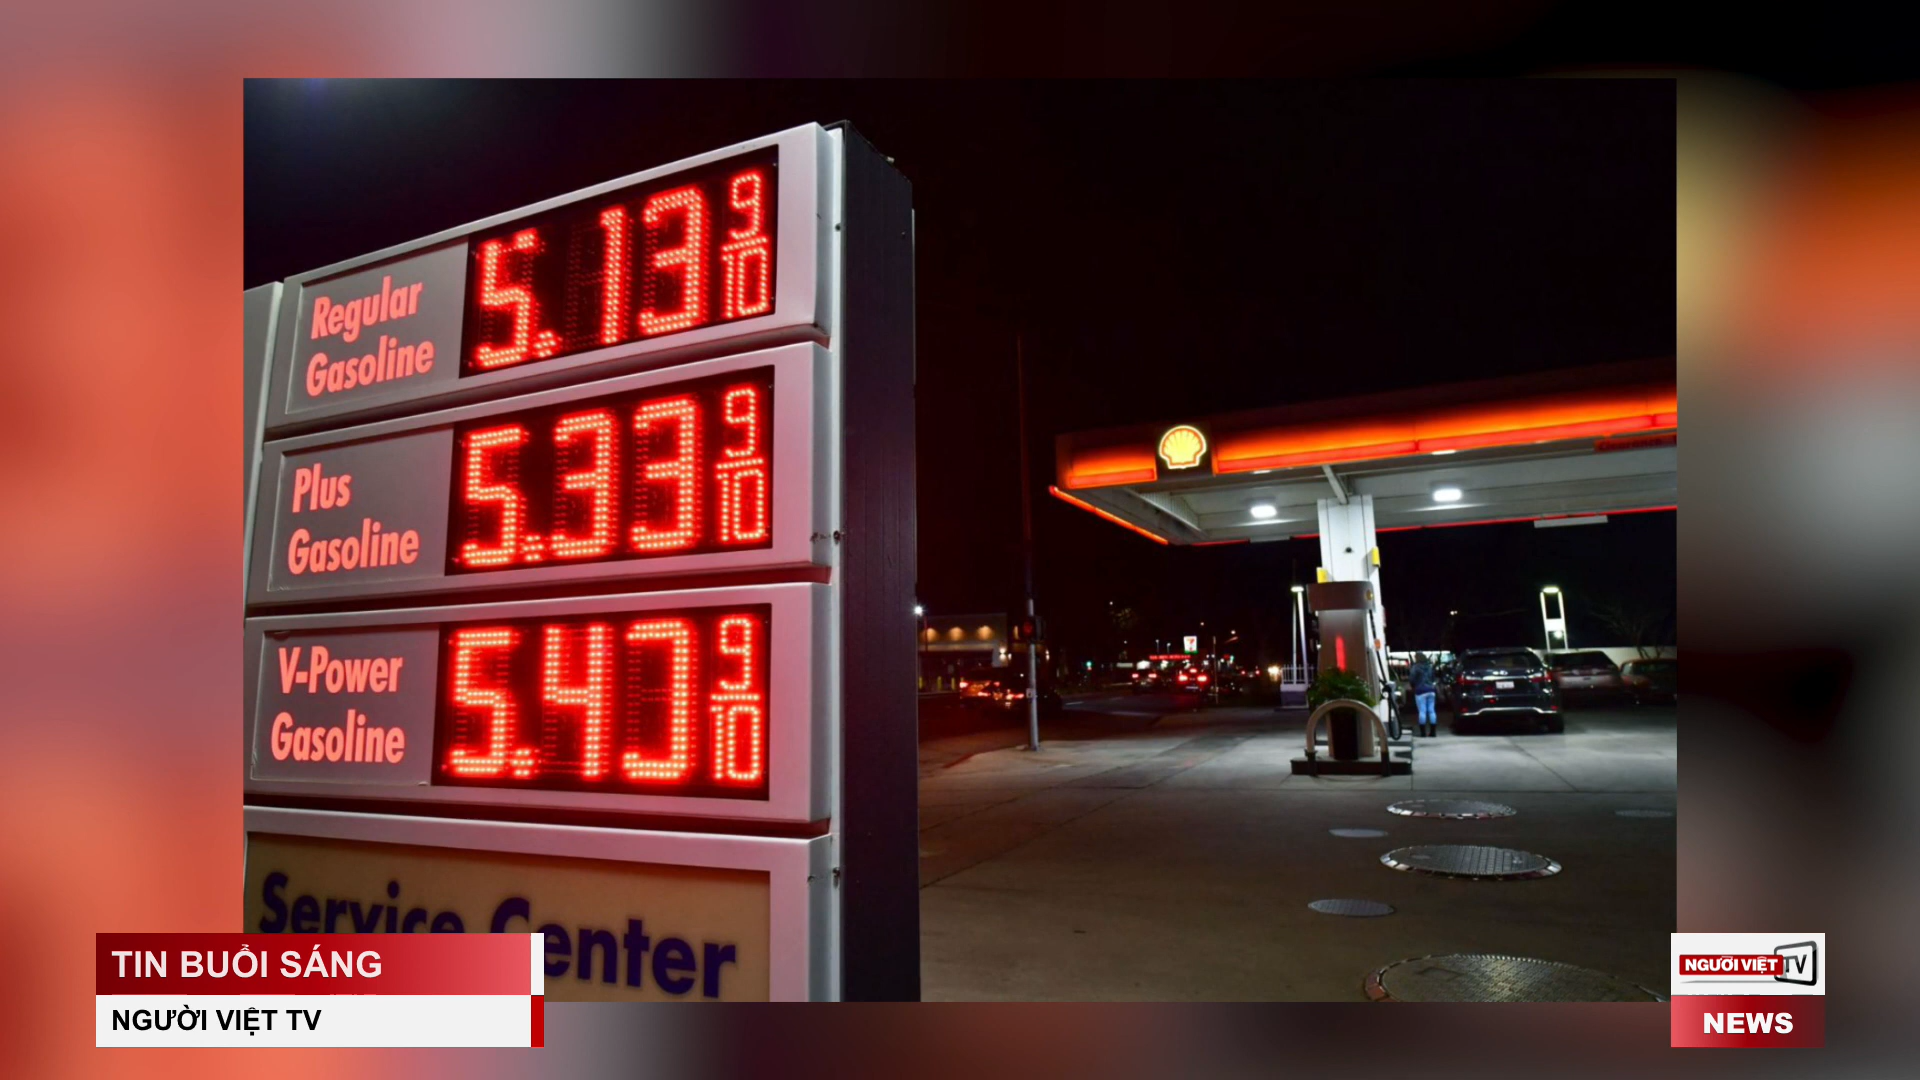 Regular
Gasoline
5.13 9/10
Plus
Gasoline
5.33 9/10
V-Power
Gasoline
5.43 9/10
Service Center
TIN BUỔI SÁNG
NGƯỜI VIỆT TV
NGƯỜI VIỆT TV
NEWS